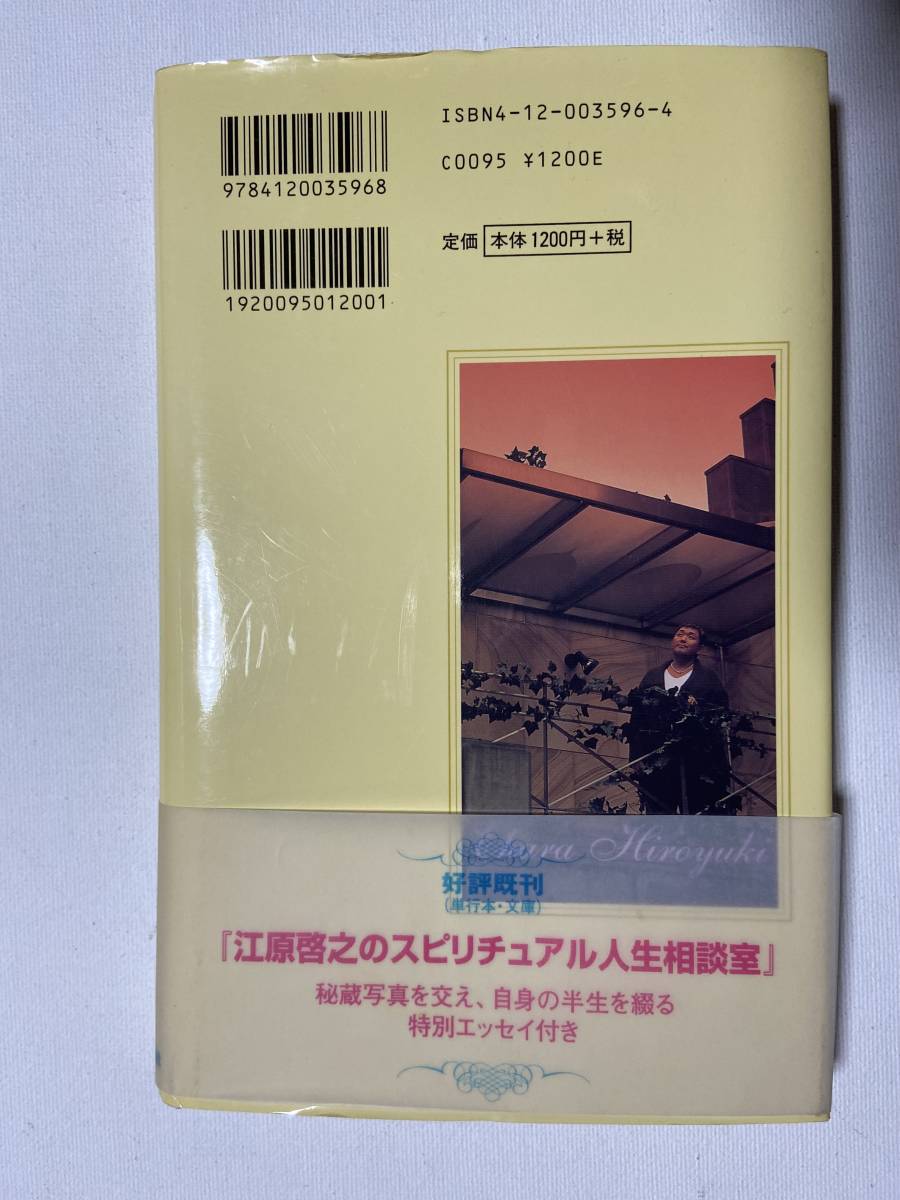 ISBN4-12-003596-4
C0095 ¥1200E
9784120035968
定価 本体1200円+税
1920095012001
Hiroyuki
好評既刊
(単行本・文庫)
『江原啓之のスピリチュアル人生相談室』
秘蔵写真を交え、自身の半生を綴る
特別エッセイ付き